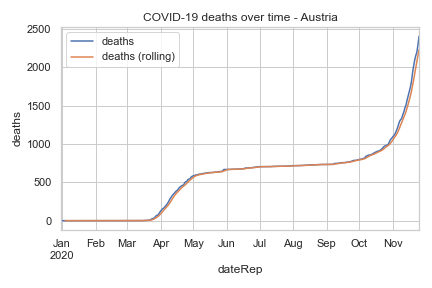 COVID-19 deaths over time - Austria
deaths
deaths (rolling)
2500
2000
1500
1000
500
0
deaths
Jan Feb Mar Apr May Jun Jul Aug Sep Oct Nov
2020
dateRep